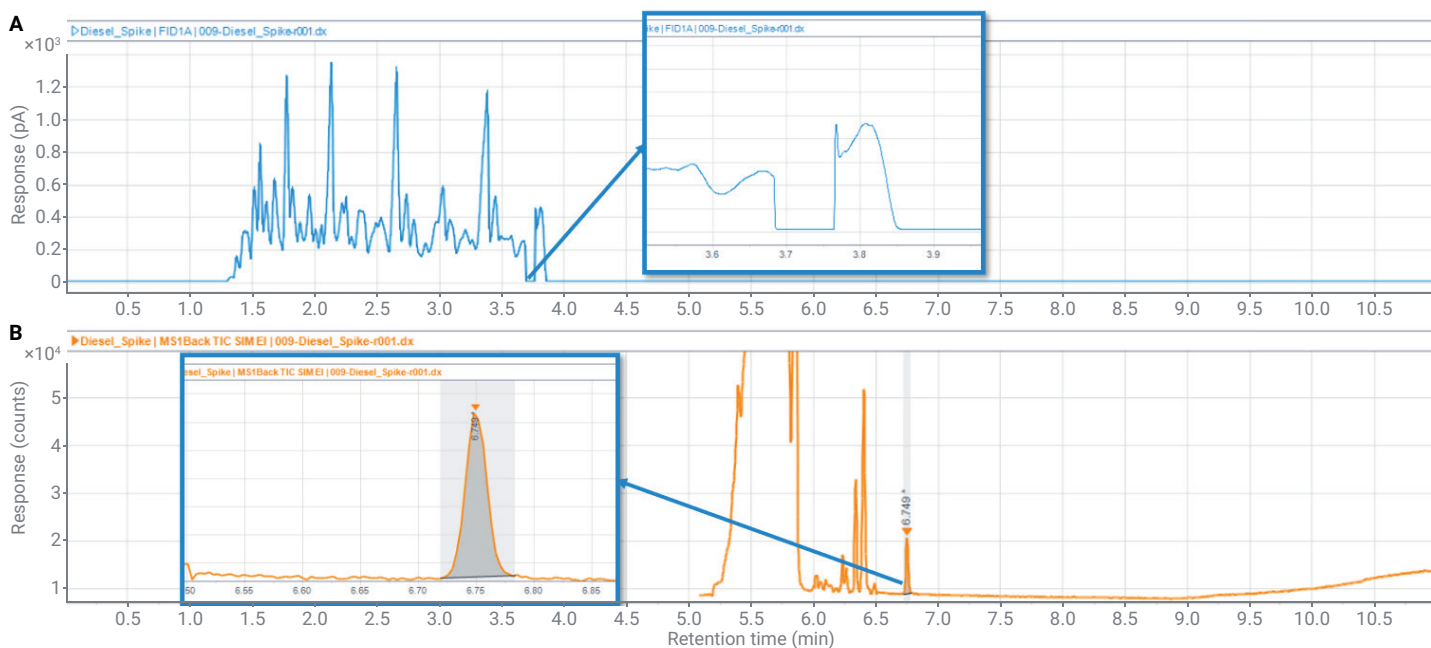 A
Diesel_Spike | FID1A | 009-Diesel_Spike-r001.dx
×10³
Response (pA)
1.2
1.0
0.8
0.6
0.4
0.2
0
ike | FID1A | 009-Diesel_Spike-r001.dx
3.6 3.7 3.8 3.9
0.5 1.0 1.5 2.0 2.5 3.0 3.5 4.0 4.5 5.0 5.5 6.0 6.5 7.0 7.5 8.0 8.5 9.0 9.5 10.0 10.5
B
Diesel_Spike | MS1Back TIC SIM EI | 009-Diesel_Spike-r001.dx
×10⁴
Response (counts)
5
4
3
2
1
esel_Spike | MS1Back TIC SIM EI | 009-Diesel_Spike-r001.dx
6.749*
.50 6.55 6.60 6.65 6.70 6.75 6.80 6.85
6.749 *
0.5 1.0 1.5 2.0 2.5 3.0 3.5 4.0 4.5 5.0 5.5 6.0 6.5 7.0 7.5 8.0 8.5 9.0 9.5 10.0 10.5
Retention time (min)